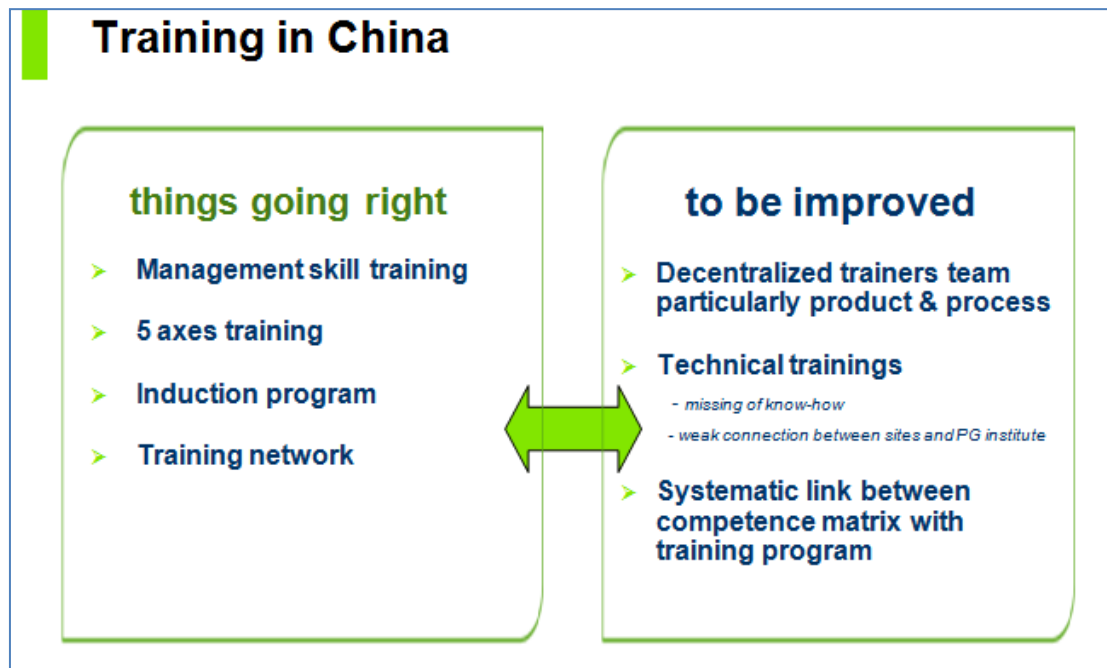 Training in China
things going right
Management skill training
5 axes training
Induction program
Training network
to be improved
Decentralized trainers team
particularly product & process
Technical trainings
- missing of know-how
- weak connection between sites and PG institute
Systematic link between
competence matrix with
training program